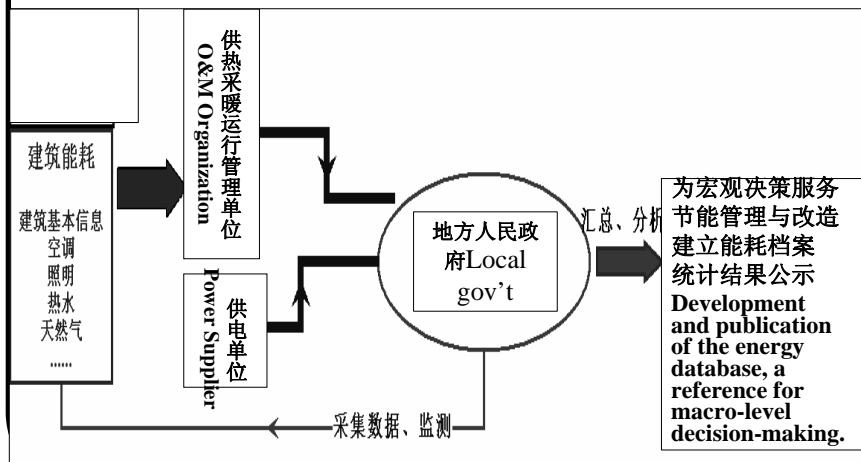 建筑能耗
建筑基本信息
空调
照明
热水
天然气
......
供热采暖运行管理单位
O&M Organization
供电单位
Power Supplier
地方人民政
府Local
gov’t
汇总、分析
为宏观决策服务
节能管理与改造
建立能耗档案
统计结果公示
Development
and publication
of the energy
database, a
reference for
macro-level
decision-making.
采集数据、监测